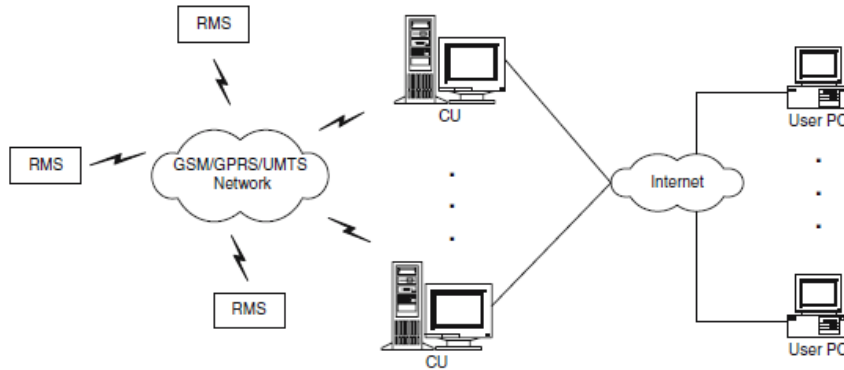 RMS
RMS
GSM/GPRS/UMTS
Network
RMS
CU
CU
Internet
User PC
User PC